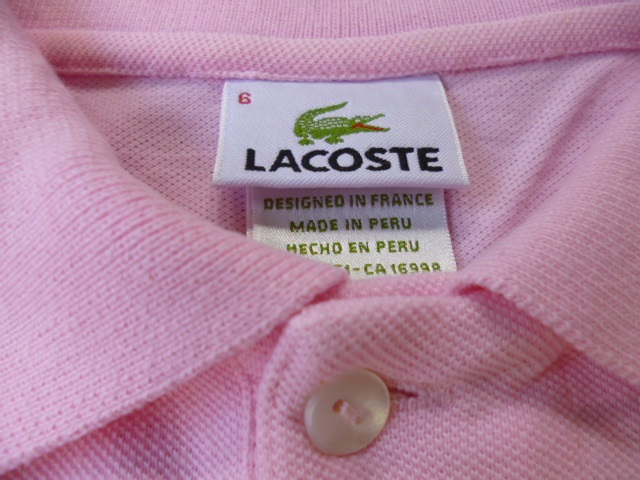 6
LACOSTE
DESIGNED IN FRANCE
MADE IN PERU
HECHO EN PERU
CA 16998